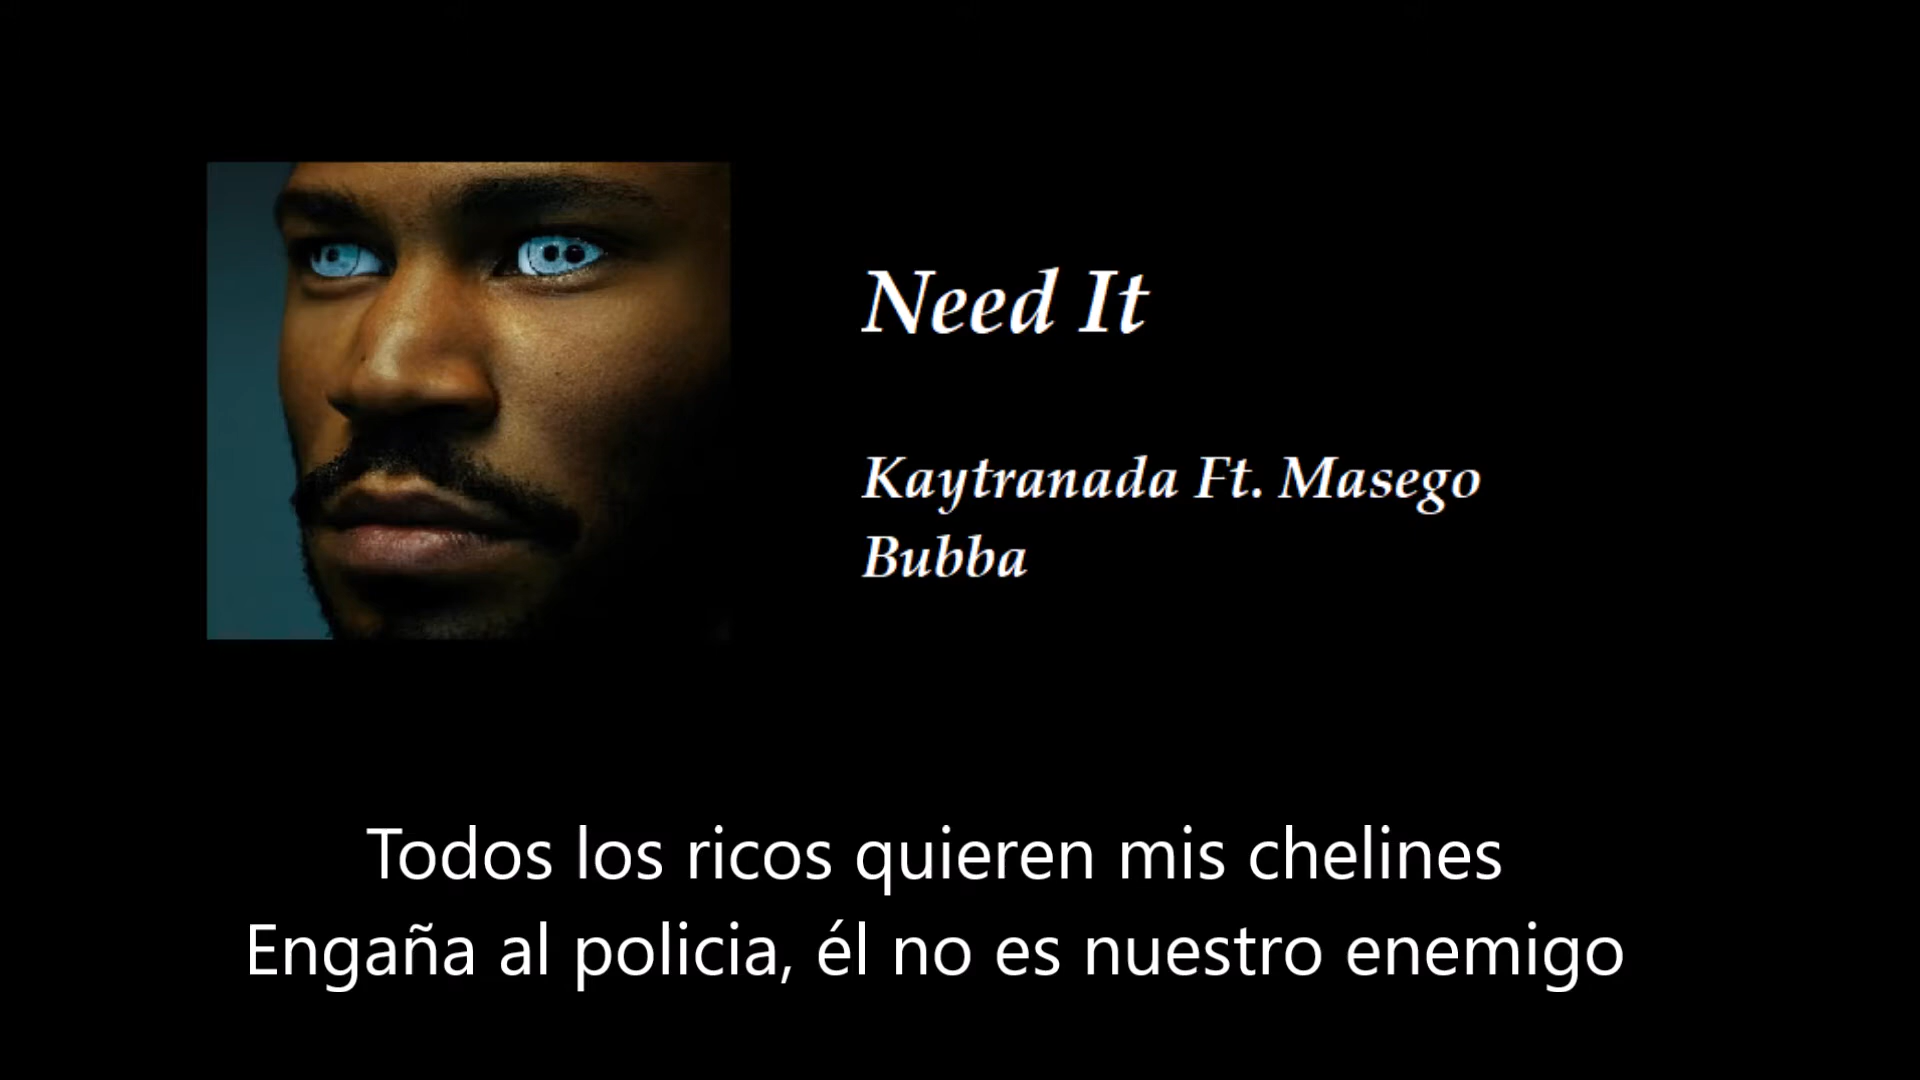 Need It
Kaytranada Ft. Masego
Bubba
Todos los ricos quieren mis chelines
Engaña al policia, él no es nuestro enemigo